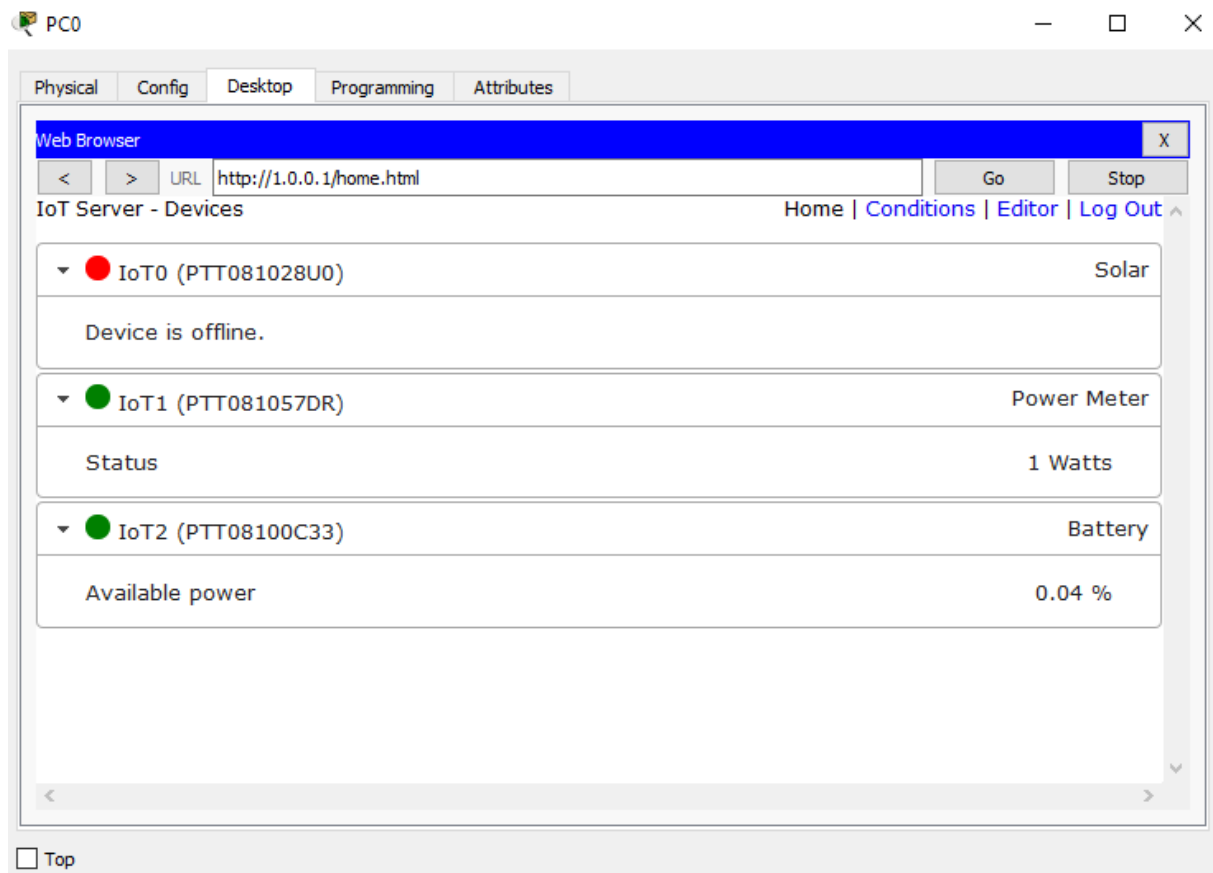 PC0
Physical Config Desktop Programming Attributes
Web Browser X
< > URL http://1.0.0.1/home.html Go Stop
IoT Server - Devices Home | Conditions | Editor | Log Out
IoT0 (PTT081028U0) Solar
Device is offline.
IoT1 (PTT081057DR) Power Meter
Status 1 Watts
IoT2 (PTT08100C33) Battery
Available power 0.04 %
Top